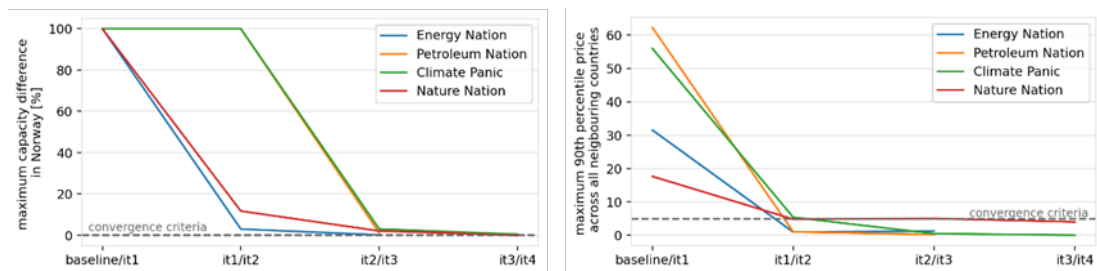 maximum capacity difference
in Norway [%]
100
80
60
40
20
0
Energy Nation
Petroleum Nation
Climate Panic
Nature Nation
convergence criteria
baseline/it1
it1/it2
it2/it3
it3/it4
maximum 90th percentile price
across all neigbouring countries
60
50
40
30
20
10
0
Energy Nation
Petroleum Nation
Climate Panic
Nature Nation
convergence criteria
baseline/it1
it1/it2
it2/it3
it3/it4